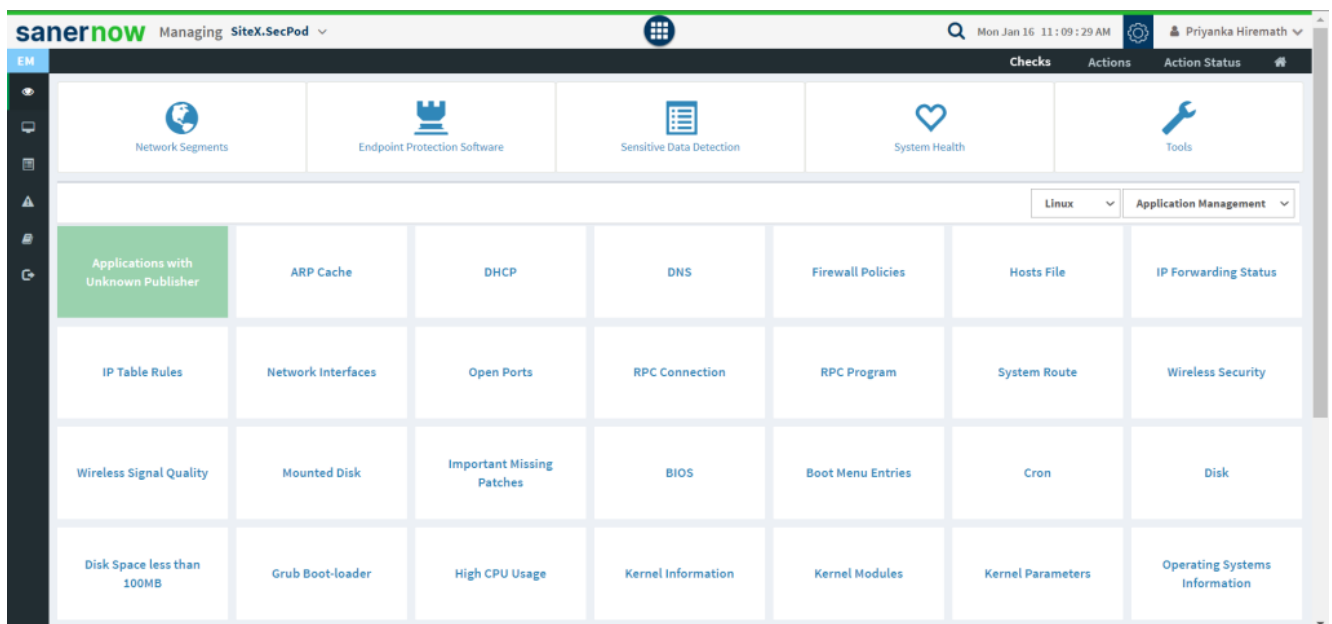 sanernow Managing SiteX.SecPod Mon Jan 16 11:09:29 AM Priyanka Hiremath
EM Checks Actions Action Status
Network Segments Endpoint Protection Software Sensitive Data Detection System Health Tools
Linux Application Management
Applications with
Unknown Publisher
ARP Cache
DHCP
DNS
Firewall Policies
Hosts File
IP Forwarding Status
IP Table Rules
Network Interfaces
Open Ports
RPC Connection
RPC Program
System Route
Wireless Security
Wireless Signal Quality
Mounted Disk
Important Missing
Patches
BIOS
Boot Menu Entries
Cron
Disk
Disk Space less than
100MB
Grub Boot-loader
High CPU Usage
Kernel Information
Kernel Modules
Kernel Parameters
Operating Systems
Information